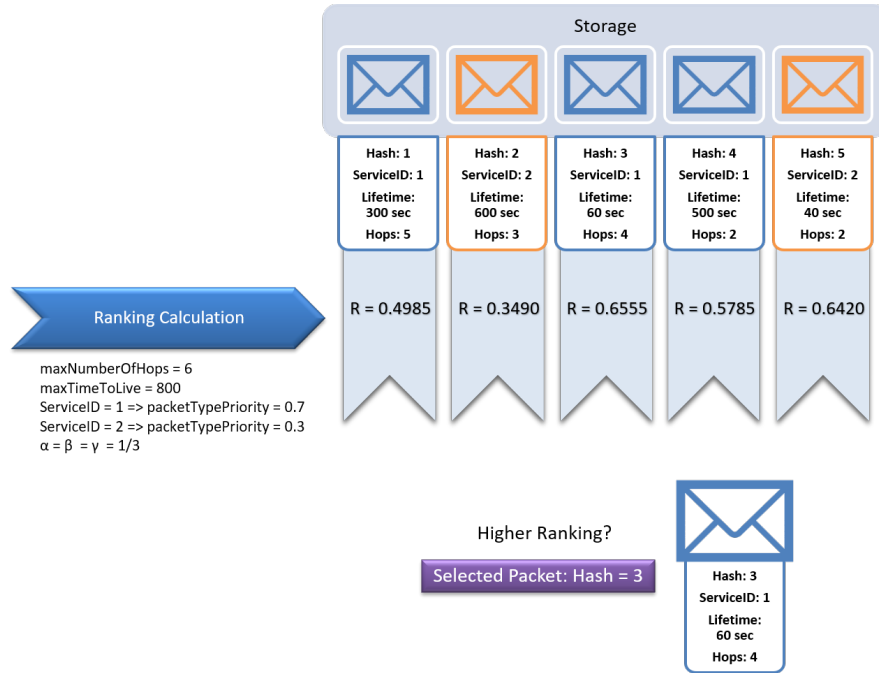 Storage
Hash: 1
ServiceID: 1
Lifetime:
300 sec
Hops: 5
Hash: 2
ServiceID: 2
Lifetime:
600 sec
Hops: 3
Hash: 3
ServiceID: 1
Lifetime:
60 sec
Hops: 4
Hash: 4
ServiceID: 1
Lifetime:
500 sec
Hops: 2
Hash: 5
ServiceID: 2
Lifetime:
40 sec
Hops: 2
Ranking Calculation
R = 0.4985
R = 0.3490
R = 0.6555
R = 0.5785
R = 0.6420
maxNumberOfHops = 6
maxTimeToLive = 800
ServiceID = 1 => packetTypePriority = 0.7
ServiceID = 2 => packetTypePriority = 0.3
α = β = γ = 1/3
Higher Ranking?
Selected Packet: Hash = 3
Hash: 3
ServiceID: 1
Lifetime:
60 sec
Hops: 4